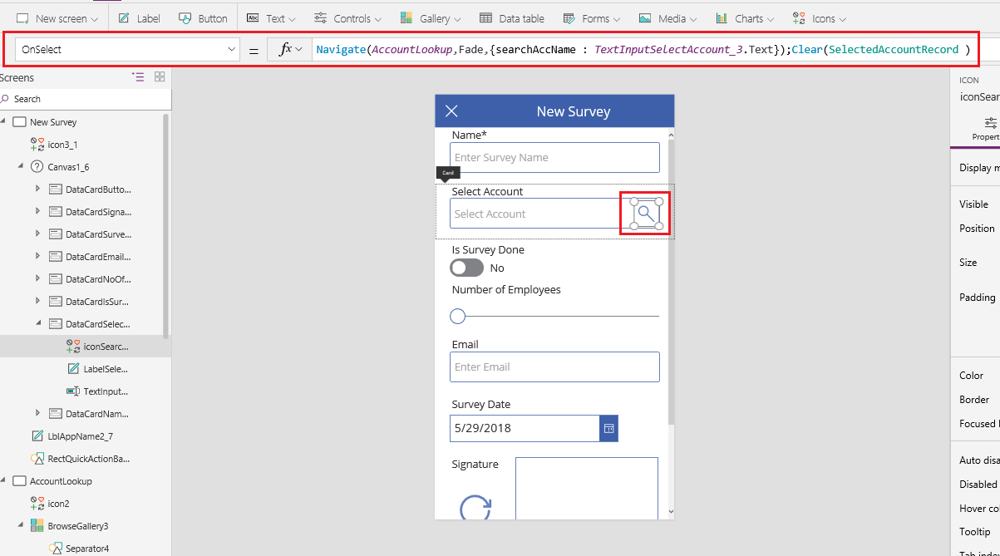 New screen
Label
Button
Text
Controls
Gallery
Data table
Forms
Media
Charts
Icons
OnSelect
=
fx
Navigate(AccountLookup,Fade,{searchAccName : TextInputSelectAccount_3.Text});Clear(SelectedAccountRecord )
Screens
Search
New Survey
icon3_1
Canvas1_6
DataCardButto...
DataCardSigna...
DataCardSurve...
DataCardEmail...
DataCardNoOf...
DataCardIsSur...
DataCardSelec...
iconSearc...
LabelSele...
TextInput...
DataCardNam...
LblAppName2_7
RectQuickActionBa...
AccountLookup
icon2
BrowseGallery3
Separator4
New Survey
Name*
Enter Survey Name
Card
Select Account
Select Account
Is Survey Done
No
Number of Employees
Email
Enter Email
Survey Date
5/29/2018
Signature
ICON
iconSear
Propert
Display m
Visible
Position
Size
Padding
Color
Border
Focused
Auto disa
Disabled
Hover co
Tooltip
Tab index